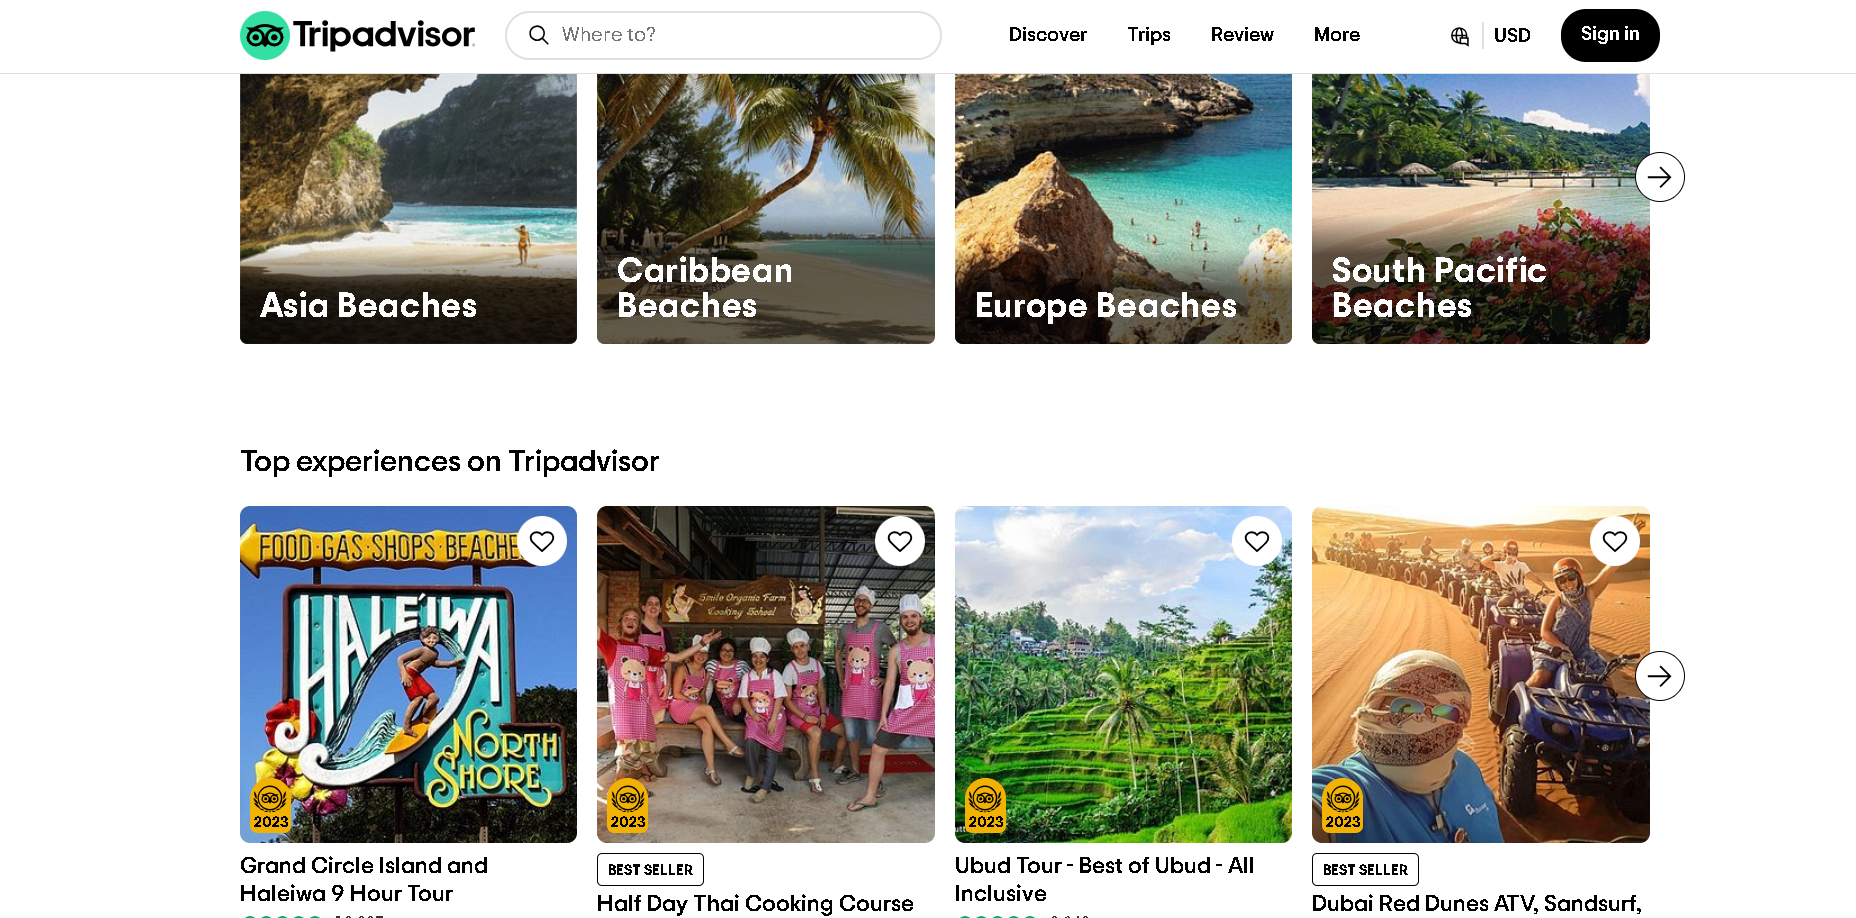 Tripadvisor
Where to?
Discover
Trips
Review
More
USD
Sign in
Asia Beaches
Caribbean
Beaches
Europe Beaches
South Pacific
Beaches
Top experiences on Tripadvisor
FOOD·GAS·SHOPS·BEACHE
HALE'IWA
NORTH
SHORE
2023
Smile Organic Farm
Cooking School
2023
2023
2023
Grand Circle Island and
Haleiwa 9 Hour Tour
BEST SELLER
Half Day Thai Cooking Course
Ubud Tour - Best of Ubud - All
Inclusive
BEST SELLER
Dubai Red Dunes ATV, Sandsurf,